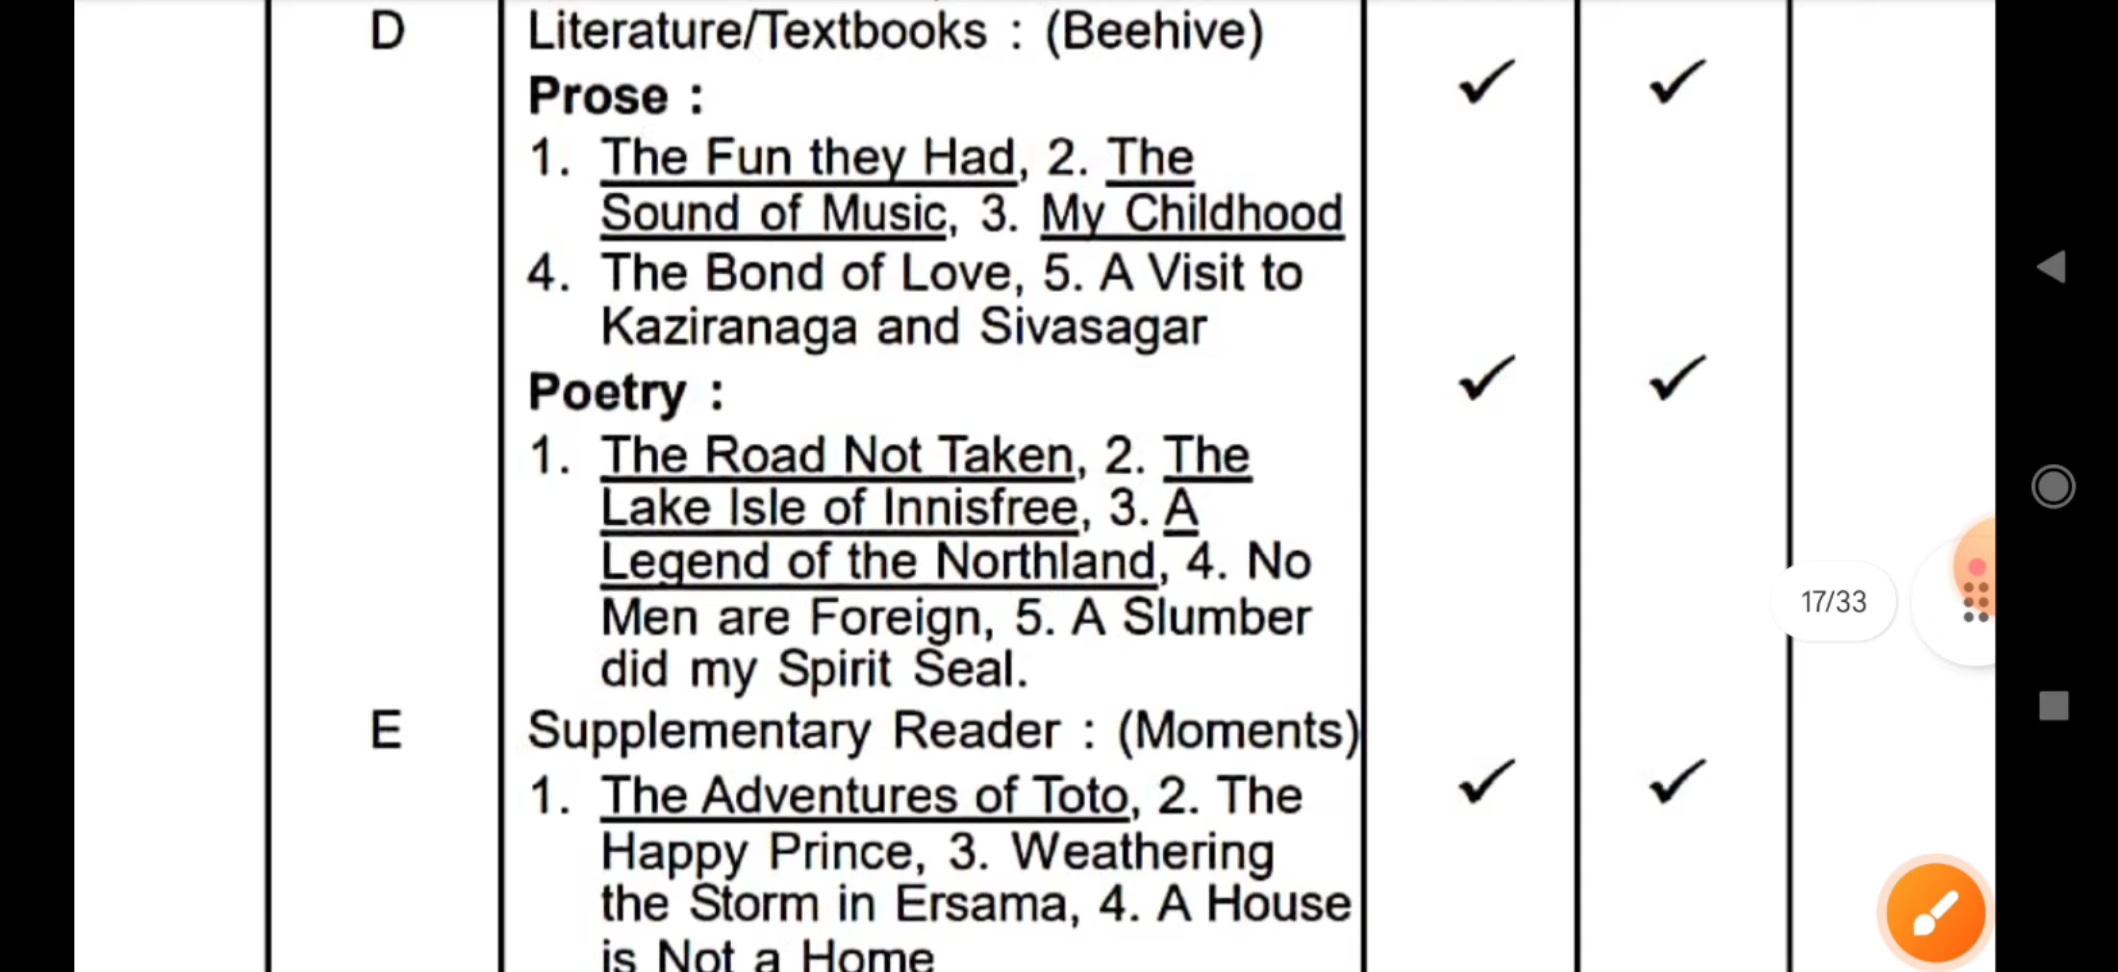 D
Literature/Textbooks : (Beehive)
Prose :
1. The Fun they Had, 2. The
Sound of Music, 3. My Childhood
4. The Bond of Love, 5. A Visit to
Kaziranaga and Sivasagar
Poetry :
1. The Road Not Taken, 2. The
Lake Isle of Innisfree, 3. A
Legend of the Northland, 4. No
Men are Foreign, 5. A Slumber
did my Spirit Seal.
17/33
E
Supplementary Reader : (Moments)
1. The Adventures of Toto, 2. The
Happy Prince, 3. Weathering
the Storm in Ersama, 4. A House
is Not a Home